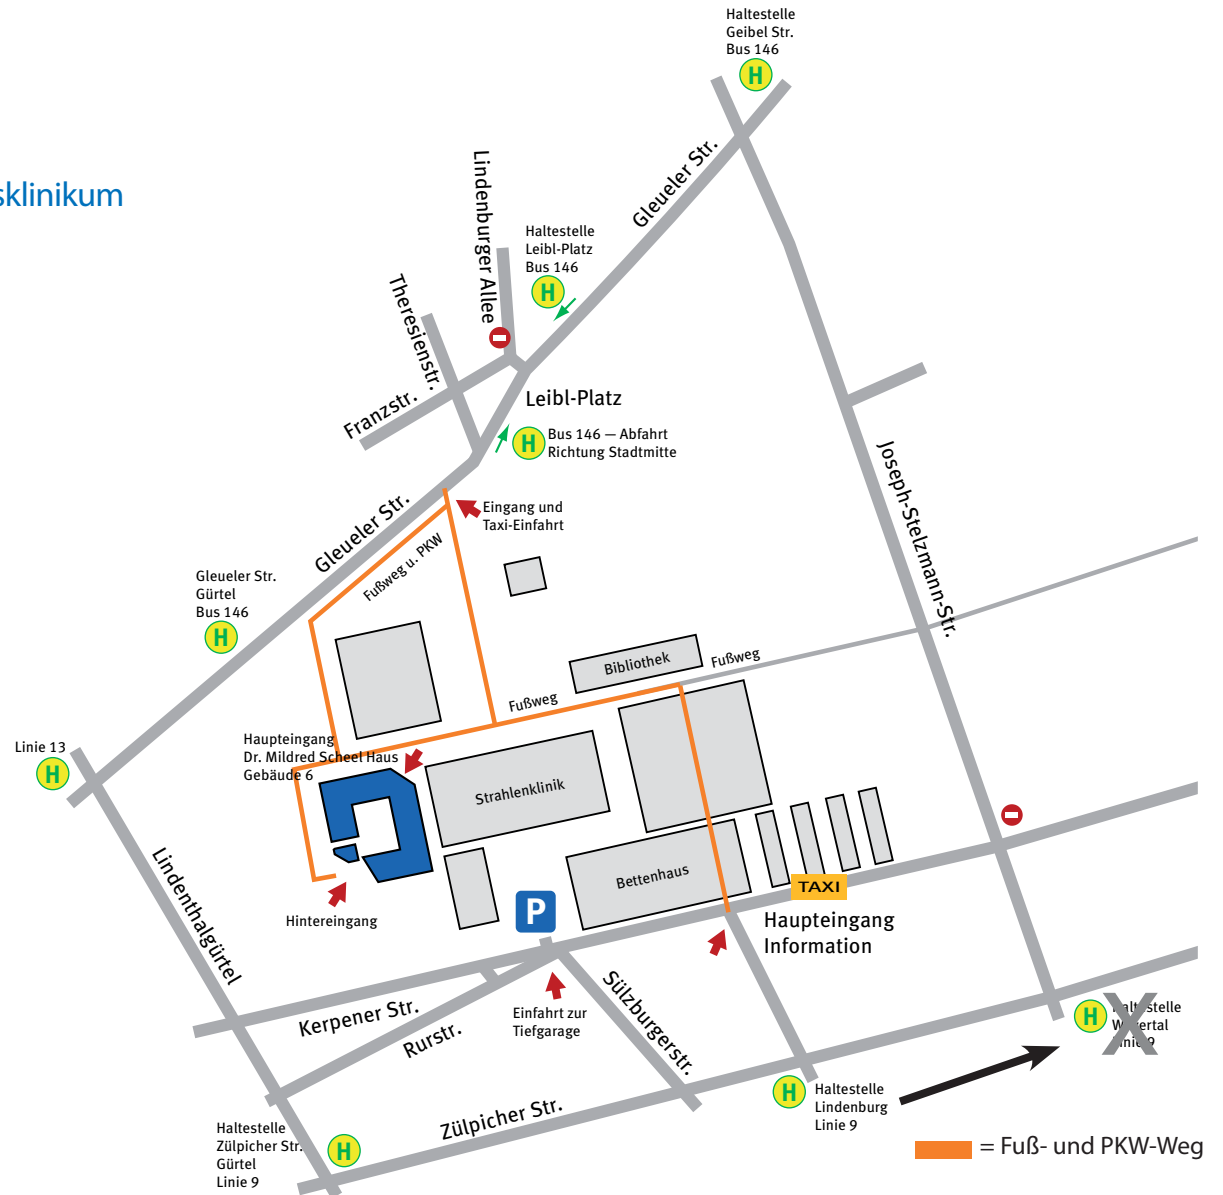 Haltestelle
Geibel Str.
Bus 146
H
sklinikum
Lindenburger Allee
Gleueler Str.
Haltestelle
Leibl-Platz
Bus 146
H
Theresienstr.
Franzstr.
Leibl-Platz
H
Bus 146 — Abfahrt
Richtung Stadtmitte
Joseph-Stelzmann-Str.
Gleueler Str.
Eingang und
Taxi-Einfahrt
Fußweg u. PKW
Gleueler Str.
Gürtel
Bus 146
H
Bibliothek
Fußweg
Fußweg
Linie 13
H
Haupteingang
Dr. Mildred Scheel Haus
Gebäude 6
Strahlenklinik
Bettenhaus
TAXI
Lindenthalgürtel
Hintereingang
P
Haupteingang
Information
Kerpener Str.
Rurstr.
Einfahrt zur
Tiefgarage
Sülzburgerstr.
H
Haltestelle
Linie 9
X
Zülpicher Str.
H
Haltestelle
Lindenburg
Linie 9
Haltestelle
Zülpicher Str.
Gürtel
Linie 9
H
= Fuß- und PKW-Weg